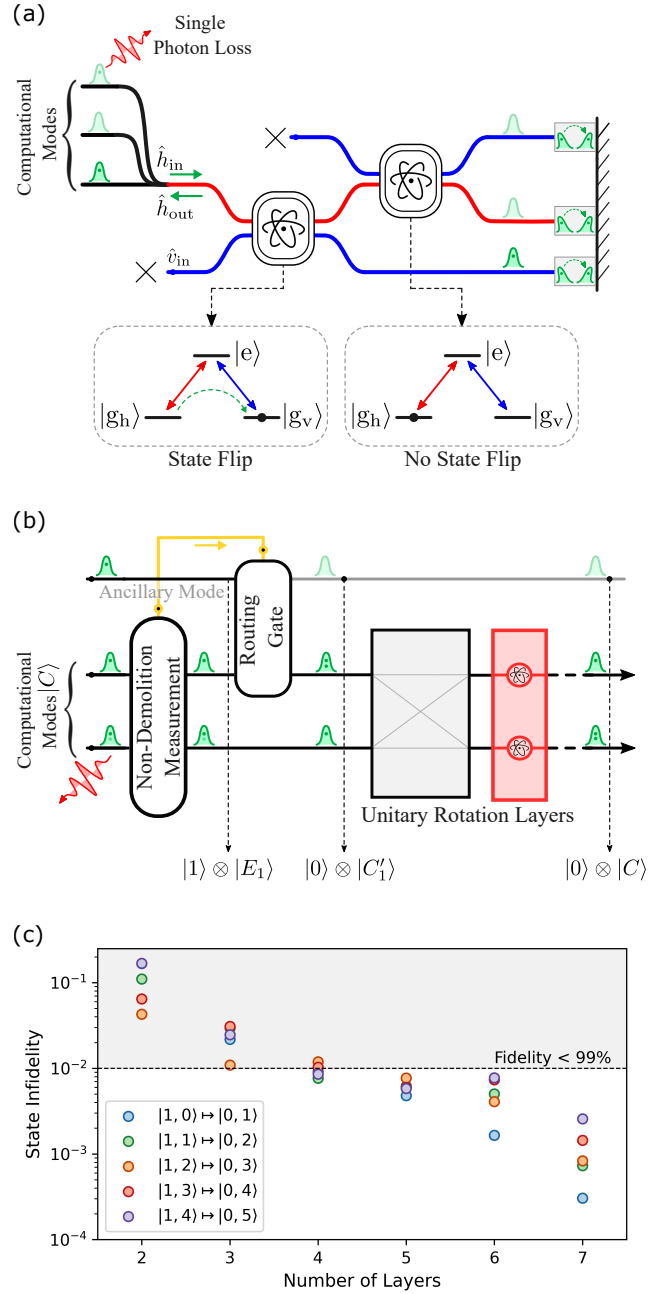 (a)
Single
Photon Loss
Computational
Modes
ĥ_in
ĥ_out
v̂_in
|e⟩
|g_h⟩ |g_v⟩
State Flip
|e⟩
|g_h⟩ |g_v⟩
No State Flip
(b)
Ancillary Mode
Routing
Gate
Non-Demolition
Measurement
Computational
Modes |C⟩
Unitary Rotation Layers
|1⟩ ⊗ |E₁⟩
|0⟩ ⊗ |C′₁⟩
|0⟩ ⊗ |C⟩
(c)
State Infidelity
10⁻¹
10⁻²
10⁻³
10⁻⁴
Fidelity < 99%
|1, 0⟩ ↦ |0, 1⟩
|1, 1⟩ ↦ |0, 2⟩
|1, 2⟩ ↦ |0, 3⟩
|1, 3⟩ ↦ |0, 4⟩
|1, 4⟩ ↦ |0, 5⟩
2 3 4 5 6 7
Number of Layers